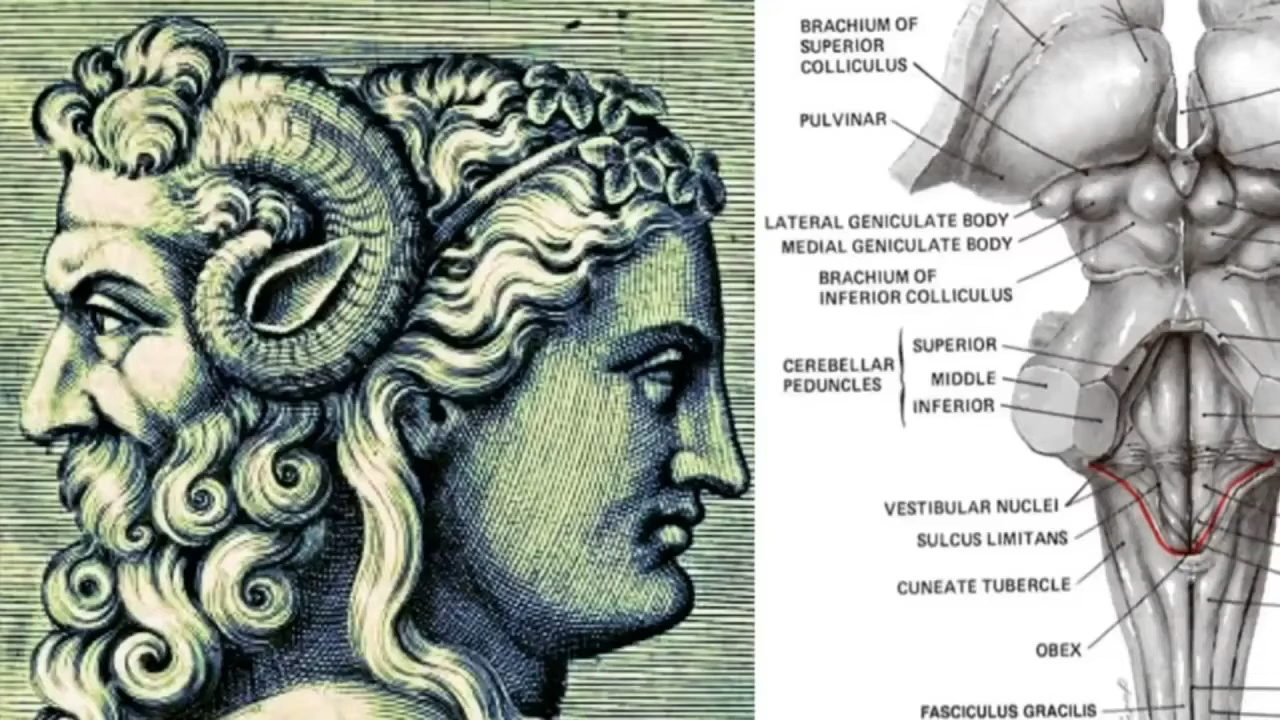 BRACHIUM OF
SUPERIOR
COLLICULUS
PULVINAR
LATERAL GENICULATE BODY
MEDIAL GENICULATE BODY
BRACHIUM OF
INFERIOR COLLICULUS
CEREBELLAR
PEDUNCLES
SUPERIOR
MIDDLE
INFERIOR
VESTIBULAR NUCLEI
SULCUS LIMITANS
CUNEATE TUBERCLE
OBEX
FASCICULUS GRACILIS